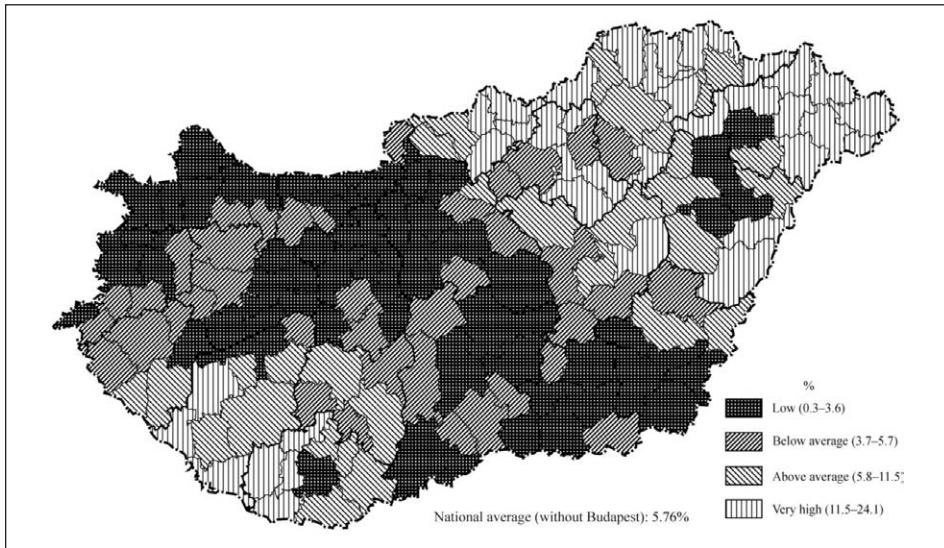 %
Low (0.3–3.6)
Below average (3.7–5.7)
Above average (5.8–11.5)
Very high (11.5–24.1)
National average (without Budapest): 5.76%